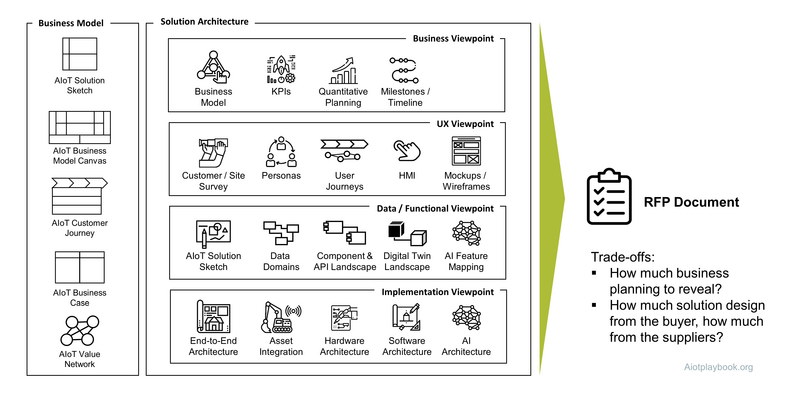 Business Model
AIoT Solution
Sketch
AIoT Business
Model Canvas
AIoT Customer
Journey
AIoT Business
Case
AIoT Value
Network
Solution Architecture
Business Viewpoint
Business
Model
KPIs
Quantitative
Planning
Milestones /
Timeline
UX Viewpoint
Customer / Site
Survey
Personas
User
Journeys
HMI
Mockups /
Wireframes
Data / Functional Viewpoint
AIoT Solution
Sketch
Data
Domains
Component &
API Landscape
Digital Twin
Landscape
AI Feature
Mapping
Implementation Viewpoint
End-to-End
Architecture
Asset
Integration
Hardware
Architecture
Software
Architecture
AI
Architecture
RFP Document
Trade-offs:
▪ How much business
planning to reveal?
▪ How much solution design
from the buyer, how much
from the suppliers?
Aiotplaybook.org